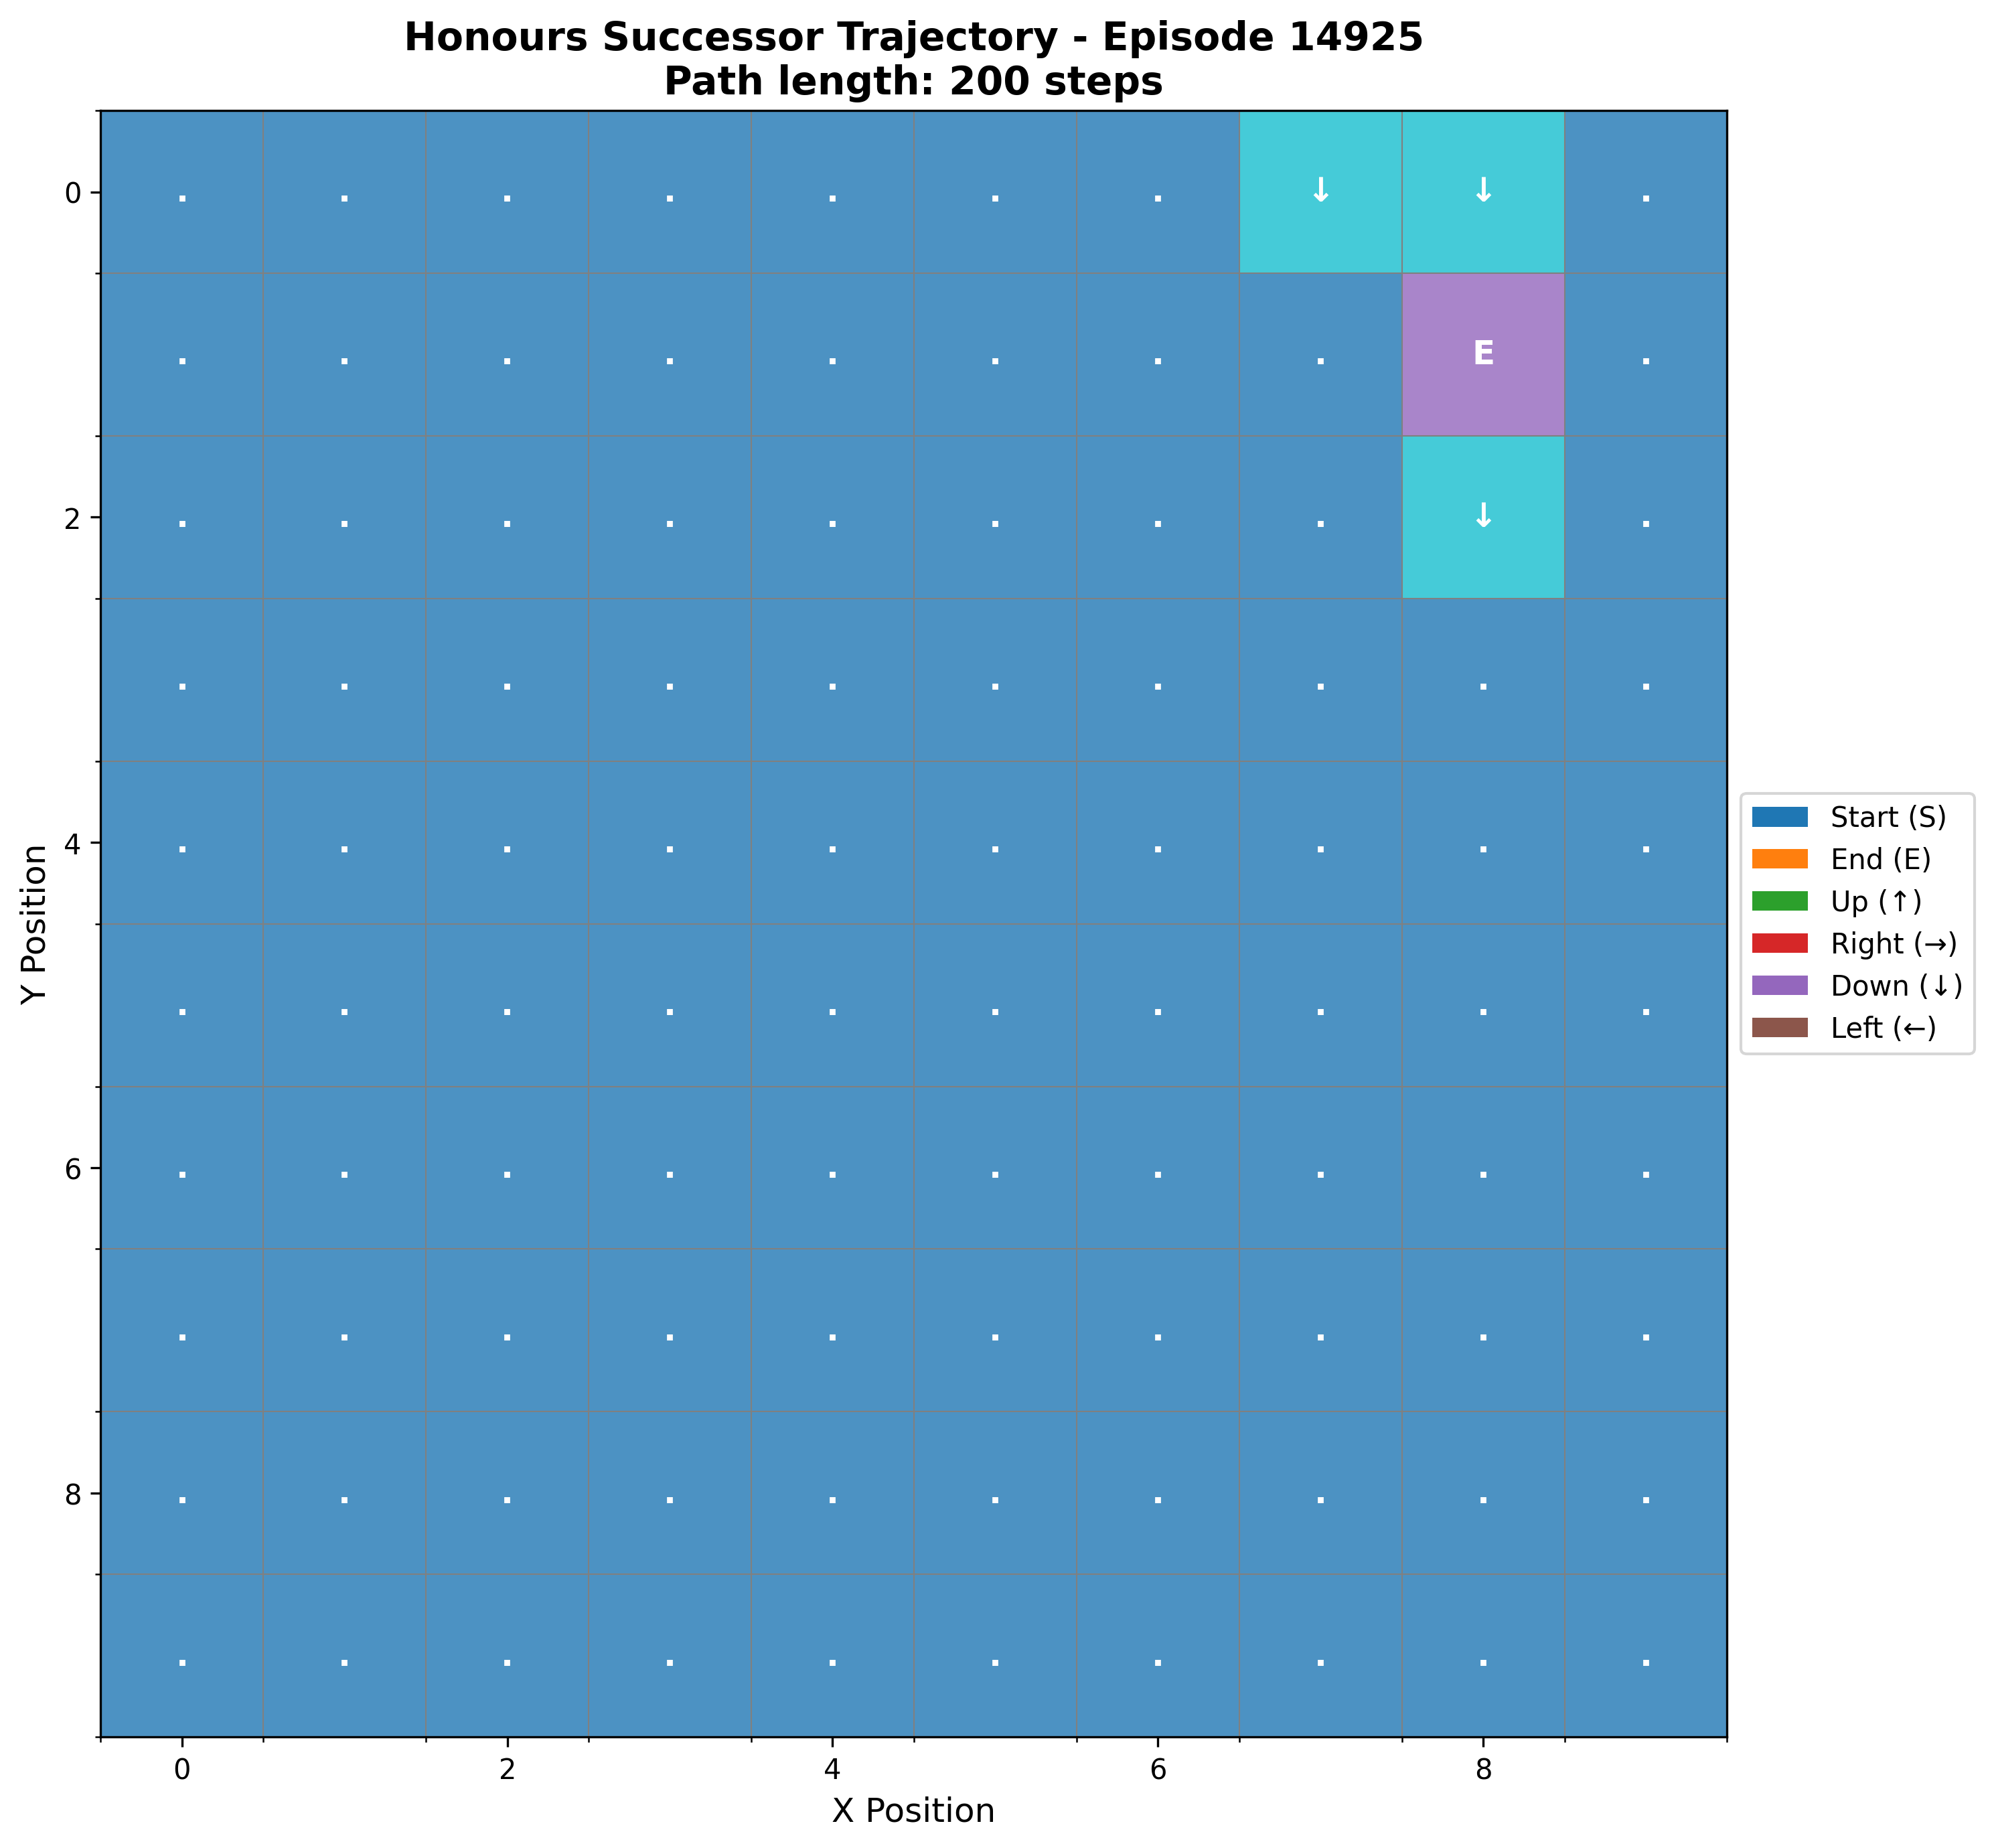 Honours Successor Trajectory - Episode 14925
Path length: 200 steps
0
↓ ↓
E
2
↓
4
6
8
Y Position
0 2 4 6 8
X Position
Start (S)
End (E)
Up (↑)
Right (→)
Down (↓)
Left (←)